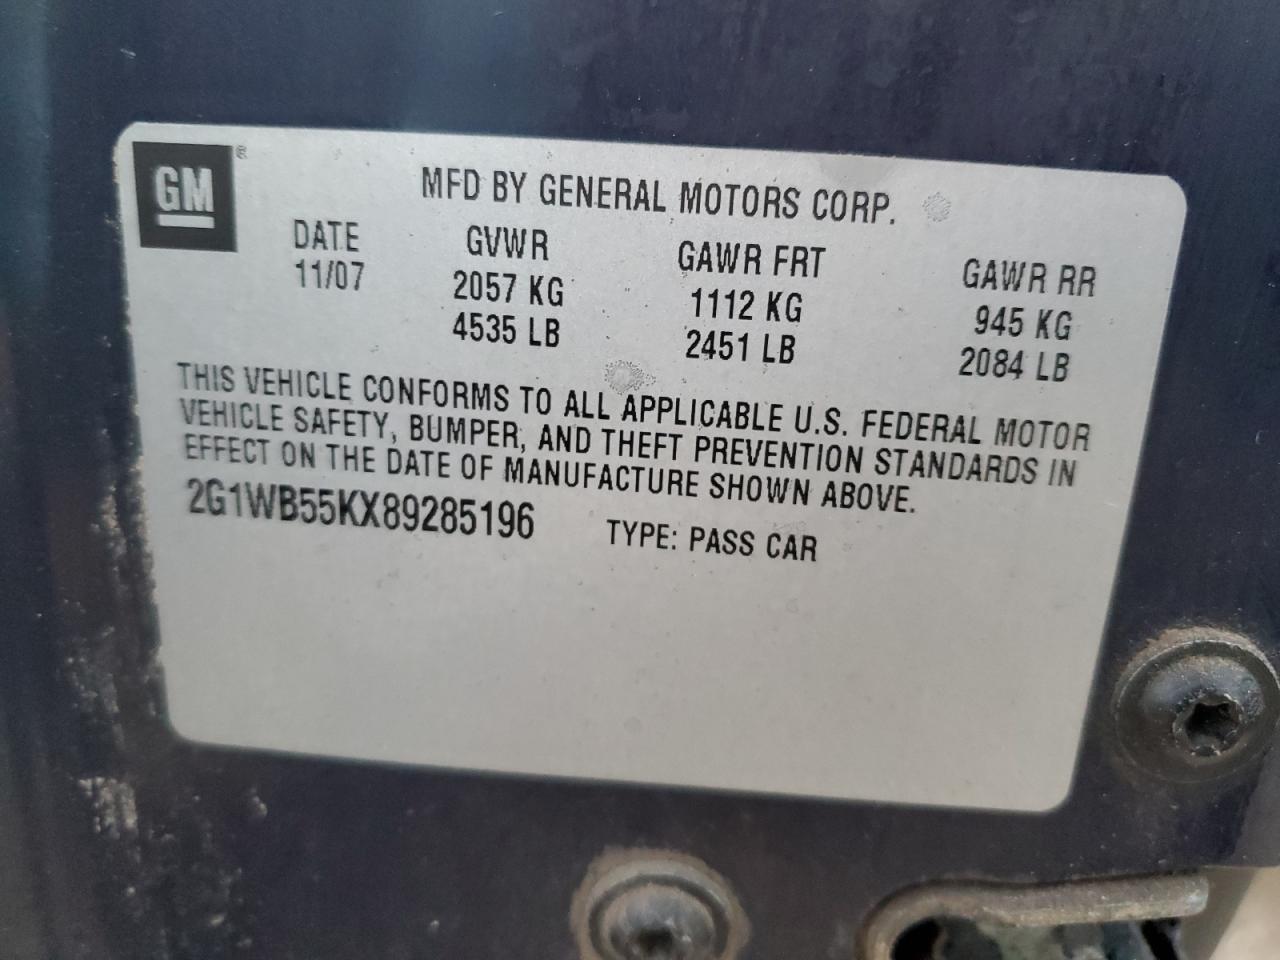 GM ®
MFD BY GENERAL MOTORS CORP.
DATE GVWR GAWR FRT GAWR RR
11/07 2057 KG 1112 KG 945 KG
4535 LB 2451 LB 2084 LB
THIS VEHICLE CONFORMS TO ALL APPLICABLE U.S. FEDERAL MOTOR
VEHICLE SAFETY, BUMPER, AND THEFT PREVENTION STANDARDS IN
EFFECT ON THE DATE OF MANUFACTURE SHOWN ABOVE.
2G1WB55KX89285196 TYPE: PASS CAR